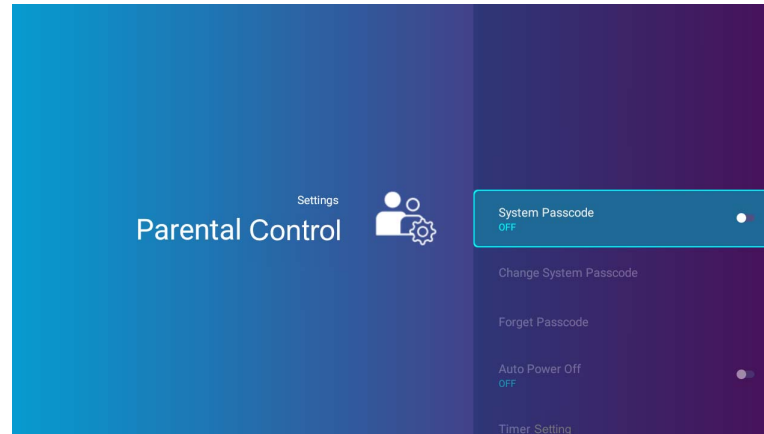 Settings
Parental Control
System Passcode
OFF
Change System Passcode
Forget Passcode
Auto Power Off
OFF
Timer Setting